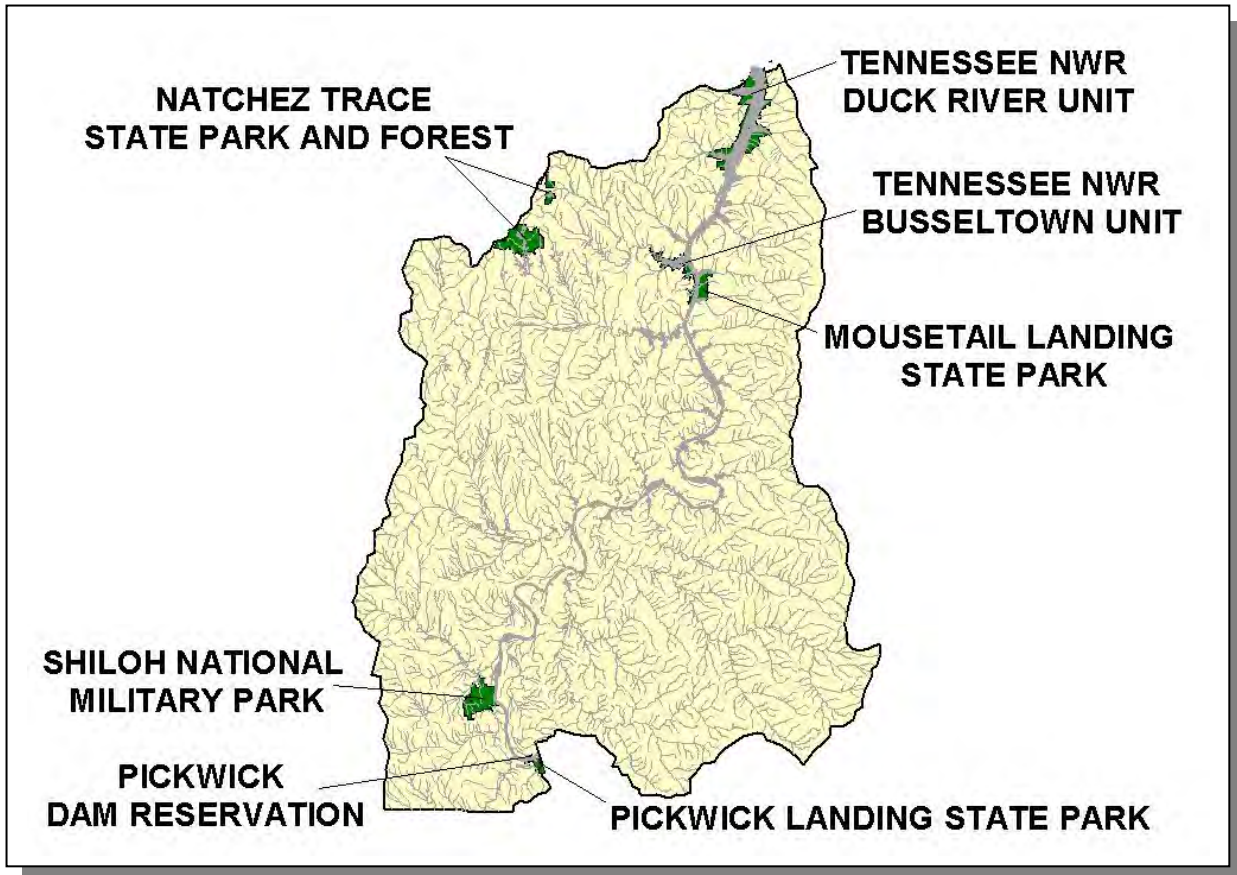 NATCHEZ TRACE
STATE PARK AND FOREST
TENNESSEE NWR
DUCK RIVER UNIT
TENNESSEE NWR
BUSSELTOWN UNIT
MOUSETAIL LANDING
STATE PARK
SHILOH NATIONAL
MILITARY PARK
PICKWICK
DAM RESERVATION
PICKWICK LANDING STATE PARK